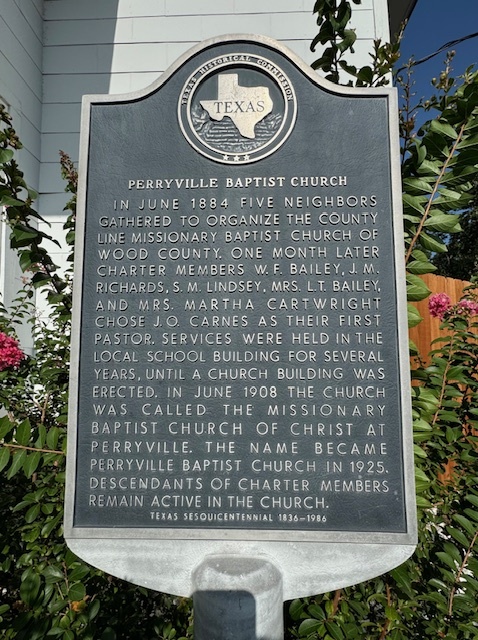 TEXAS HISTORICAL COMMISSION
TEXAS
PERRYVILLE BAPTIST CHURCH
IN JUNE 1884 FIVE NEIGHBORS
GATHERED TO ORGANIZE THE COUNTY
LINE MISSIONARY BAPTIST CHURCH OF
WOOD COUNTY. ONE MONTH LATER
CHARTER MEMBERS W. F. BAILEY, J. M.
RICHARDS, S. M. LINDSEY, MRS. L.T. BAILEY,
AND MRS. MARTHA CARTWRIGHT
CHOSE J.O. CARNES AS THEIR FIRST
PASTOR. SERVICES WERE HELD IN THE
LOCAL SCHOOL BUILDING FOR SEVERAL
YEARS, UNTIL A CHURCH BUILDING WAS
ERECTED. IN JUNE 1908 THE CHURCH
WAS CALLED THE MISSIONARY
BAPTIST CHURCH OF CHRIST AT
PERRYVILLE. THE NAME BECAME
PERRYVILLE BAPTIST CHURCH IN 1925.
DESCENDANTS OF CHARTER MEMBERS
REMAIN ACTIVE IN THE CHURCH.
TEXAS SESQUICENTENNIAL 1836-1986